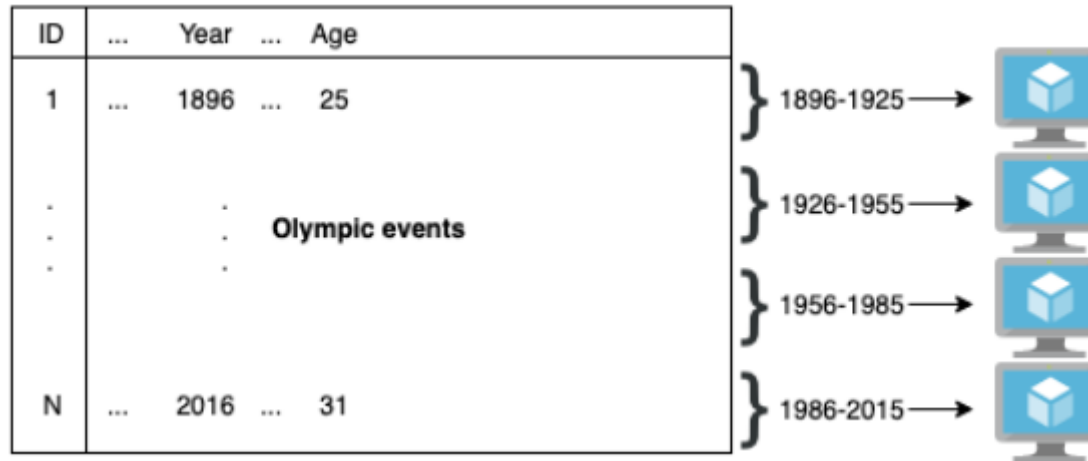 ID ... Year ... Age
1 ... 1896 ... 25
1896-1925
. .
. .
. .
Olympic events
1926-1955
1956-1985
N ... 2016 ... 31
1986-2015